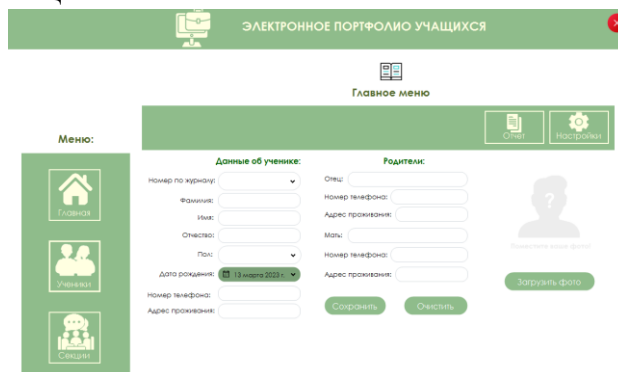 ЭЛЕКТРОННОЕ ПОРТФОЛИО УЧАЩИХСЯ
Главное меню
Отчет
Настройки
Меню:
Главная
Ученики
Секции
Данные об ученике:
Номер по журналу:
Фамилия:
Имя:
Отчество:
Пол:
Дата рождения: 13 марта 2023 г.
Номер телефона:
Адрес проживания:
Родители:
Отец:
Номер телефона:
Адрес проживания:
Мать:
Номер телефона:
Адрес проживания:
Сохранить
Очистить
Загрузить фото